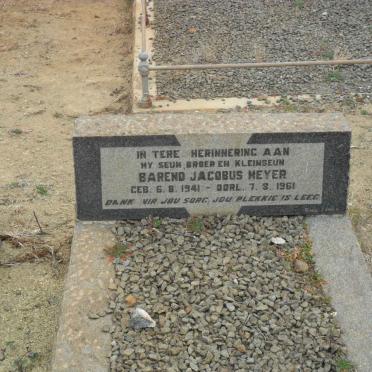 IN TERE HERINNERING AAN
MY SEUN BROER EN KLEINSEUN
BAREND JACOBUS MEYER
GEB. 6. 8. 1941 - OORL. 7. 8. 1961
DANK VIR JOU SORG, JOU PLEKKIE IS LEEG